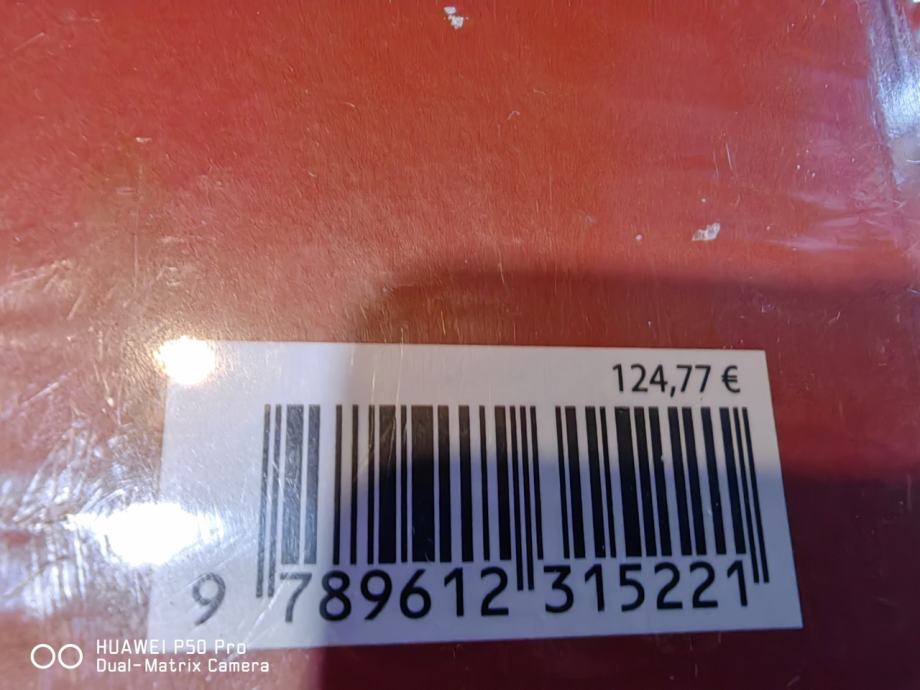 124,77 €
9 789612 315221
HUAWEI P50 Pro
Dual-Matrix Camera